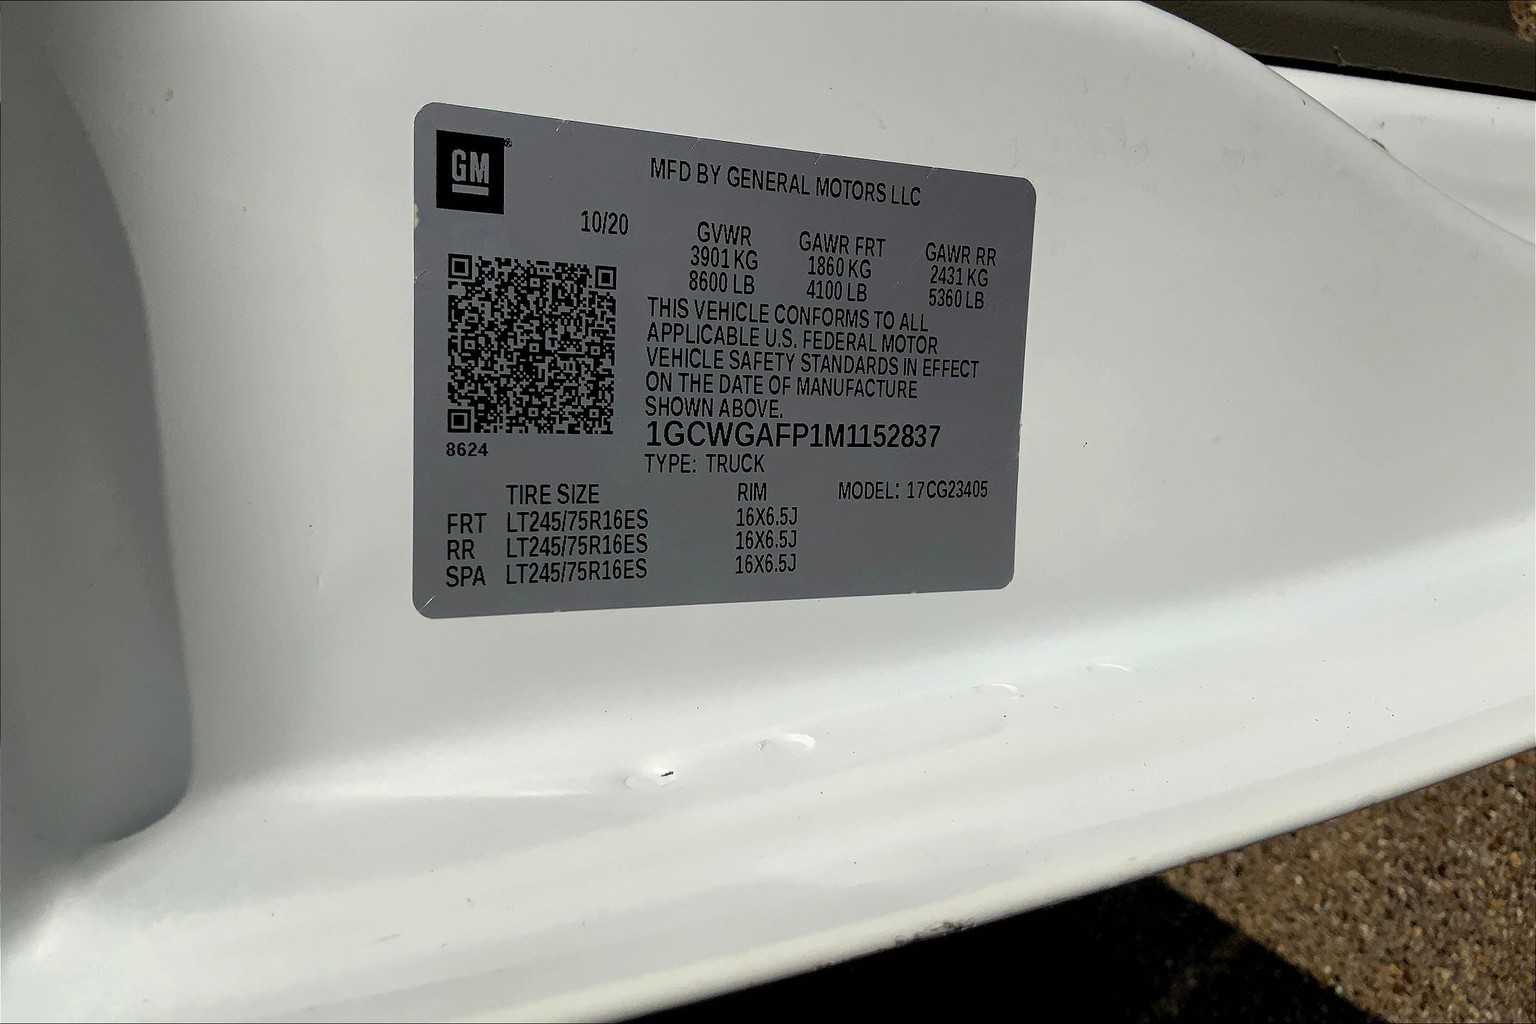 GM®
MFD BY GENERAL MOTORS LLC
10/20
GVWR GAWR FRT GAWR RR
3901 KG 1860 KG 2431 KG
8600 LB 4100 LB 5360 LB
THIS VEHICLE CONFORMS TO ALL
APPLICABLE U.S. FEDERAL MOTOR
VEHICLE SAFETY STANDARDS IN EFFECT
ON THE DATE OF MANUFACTURE
SHOWN ABOVE.
1GCWGAFP1M1152837
8624
TYPE: TRUCK
TIRE SIZE RIM MODEL: 17CG23405
FRT LT245/75R16ES 16X6.5J
RR LT245/75R16ES 16X6.5J
SPA LT245/75R16ES 16X6.5J